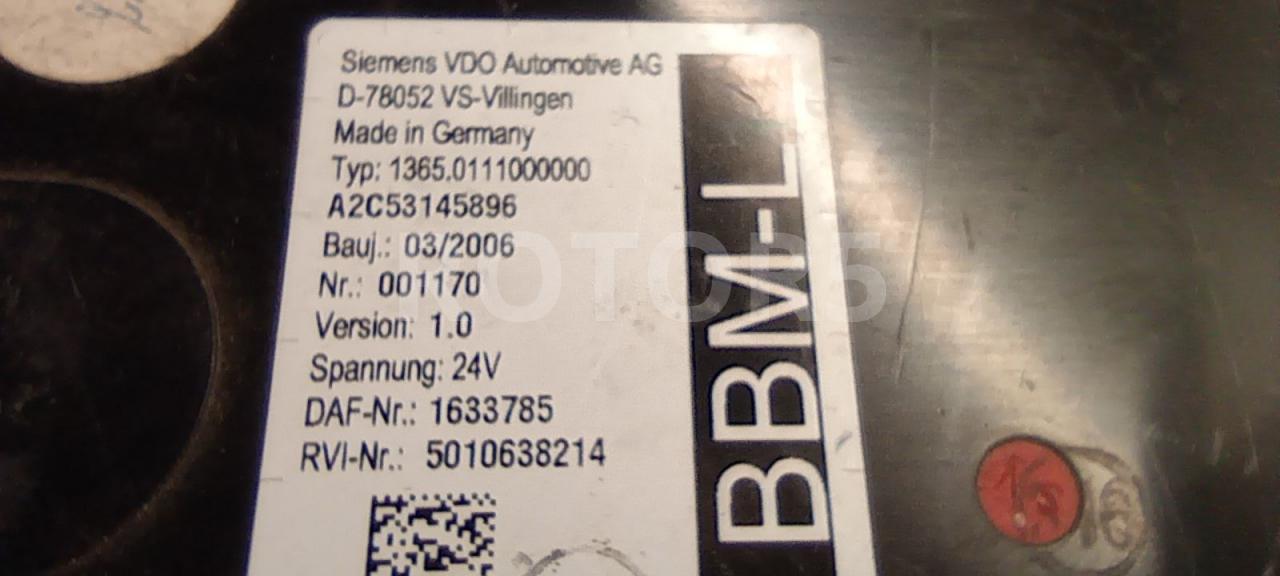 Siemens VDO Automotive AG
D-78052 VS-Villingen
Made in Germany
Typ: 1365.0111000000
A2C53145896
Bauj.: 03/2006
Nr.: 001170
Version: 1.0
Spannung: 24V
DAF-Nr.: 1633785
RVI-Nr.: 5010638214
BBM-L
MOTOR5